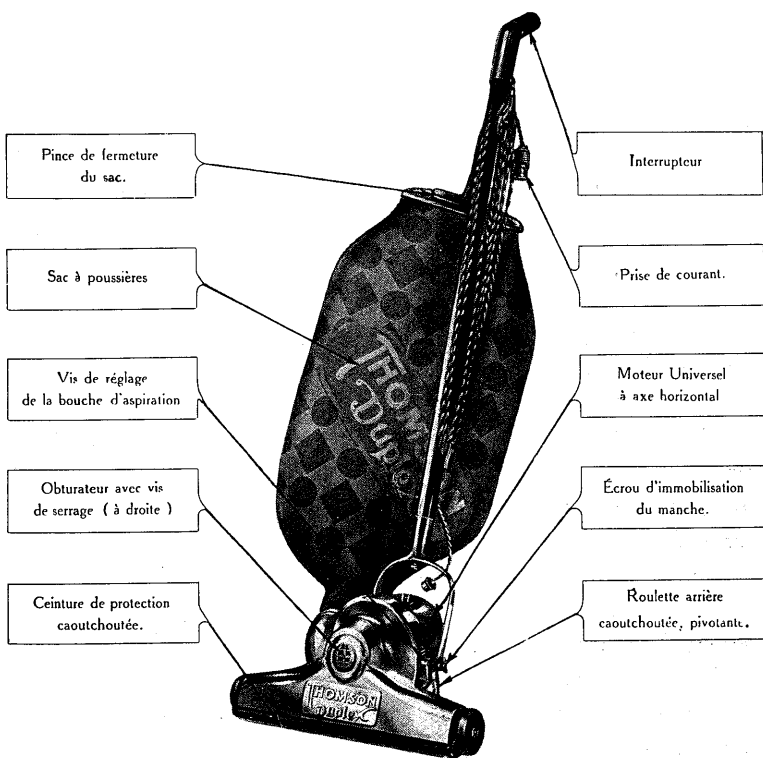 Pince de fermeture
du sac.
Interrupteur
Sac à poussières
Prise de courant.
Vis de réglage
de la bouche d'aspiration
Moteur Universel
à axe horizontal
Obturateur avec vis
de serrage ( à droite )
Écrou d'immobilisation
du manche.
Ceinture de protection
caoutchoutée.
Roulette arrière
caoutchoutée, pivotante.
THOMSON
Duplex
THOMSON
Duplex